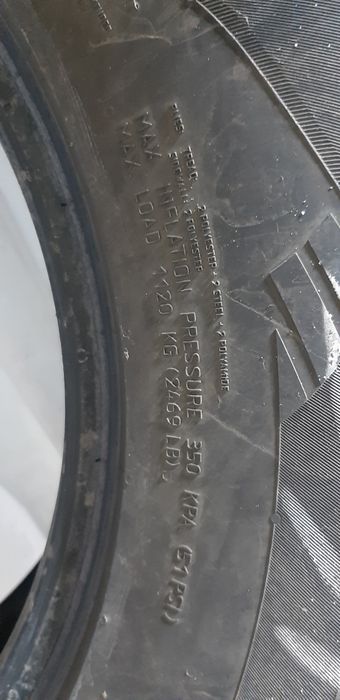 PLIES: TREAD: 2 POLYESTER + 2 STEEL + 2 POLYAMIDE
SIDEWALL: 2 POLYESTER
MAX INFLATION PRESSURE 350 KPA (51 PSI)
MAX LOAD 1120 KG (2469 LB)